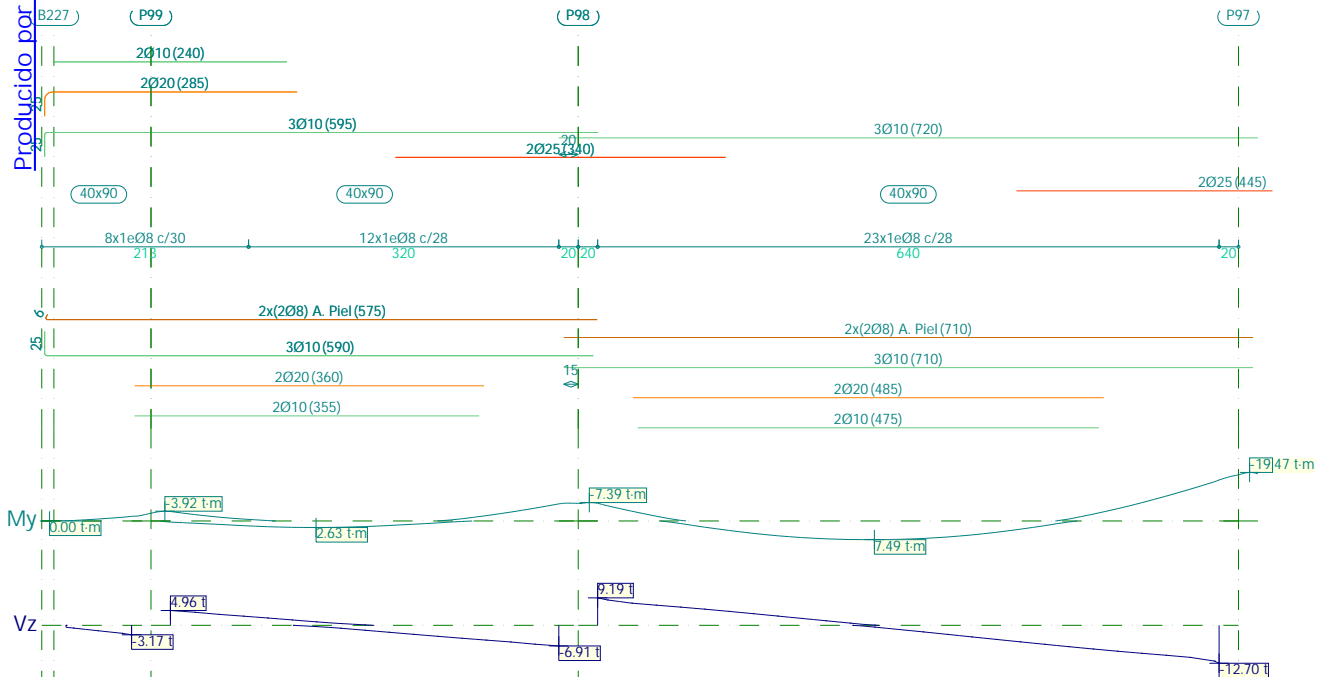 Producido por
B227
P99
P98
P97
2Ø10 (240)
2Ø20 (285)
25
3Ø10 (595)
25
3Ø10 (720)
20
2Ø25 (340)
2Ø25 (445)
40x90
40x90
40x90
8x1eØ8 c/30
12x1eØ8 c/28
23x1eØ8 c/28
213
320
20
20
640
20
6
2x(2Ø8) A. Piel (575)
2x(2Ø8) A. Piel (710)
25
3Ø10 (590)
3Ø10 (710)
15
2Ø20 (360)
2Ø20 (485)
2Ø10 (355)
2Ø10 (475)
My
0.00 t·m
-3.92 t·m
2.63 t·m
-7.39 t·m
7.49 t·m
-19.47 t·m
Vz
-3.17 t
4.96 t
-6.91 t
9.19 t
-12.70 t